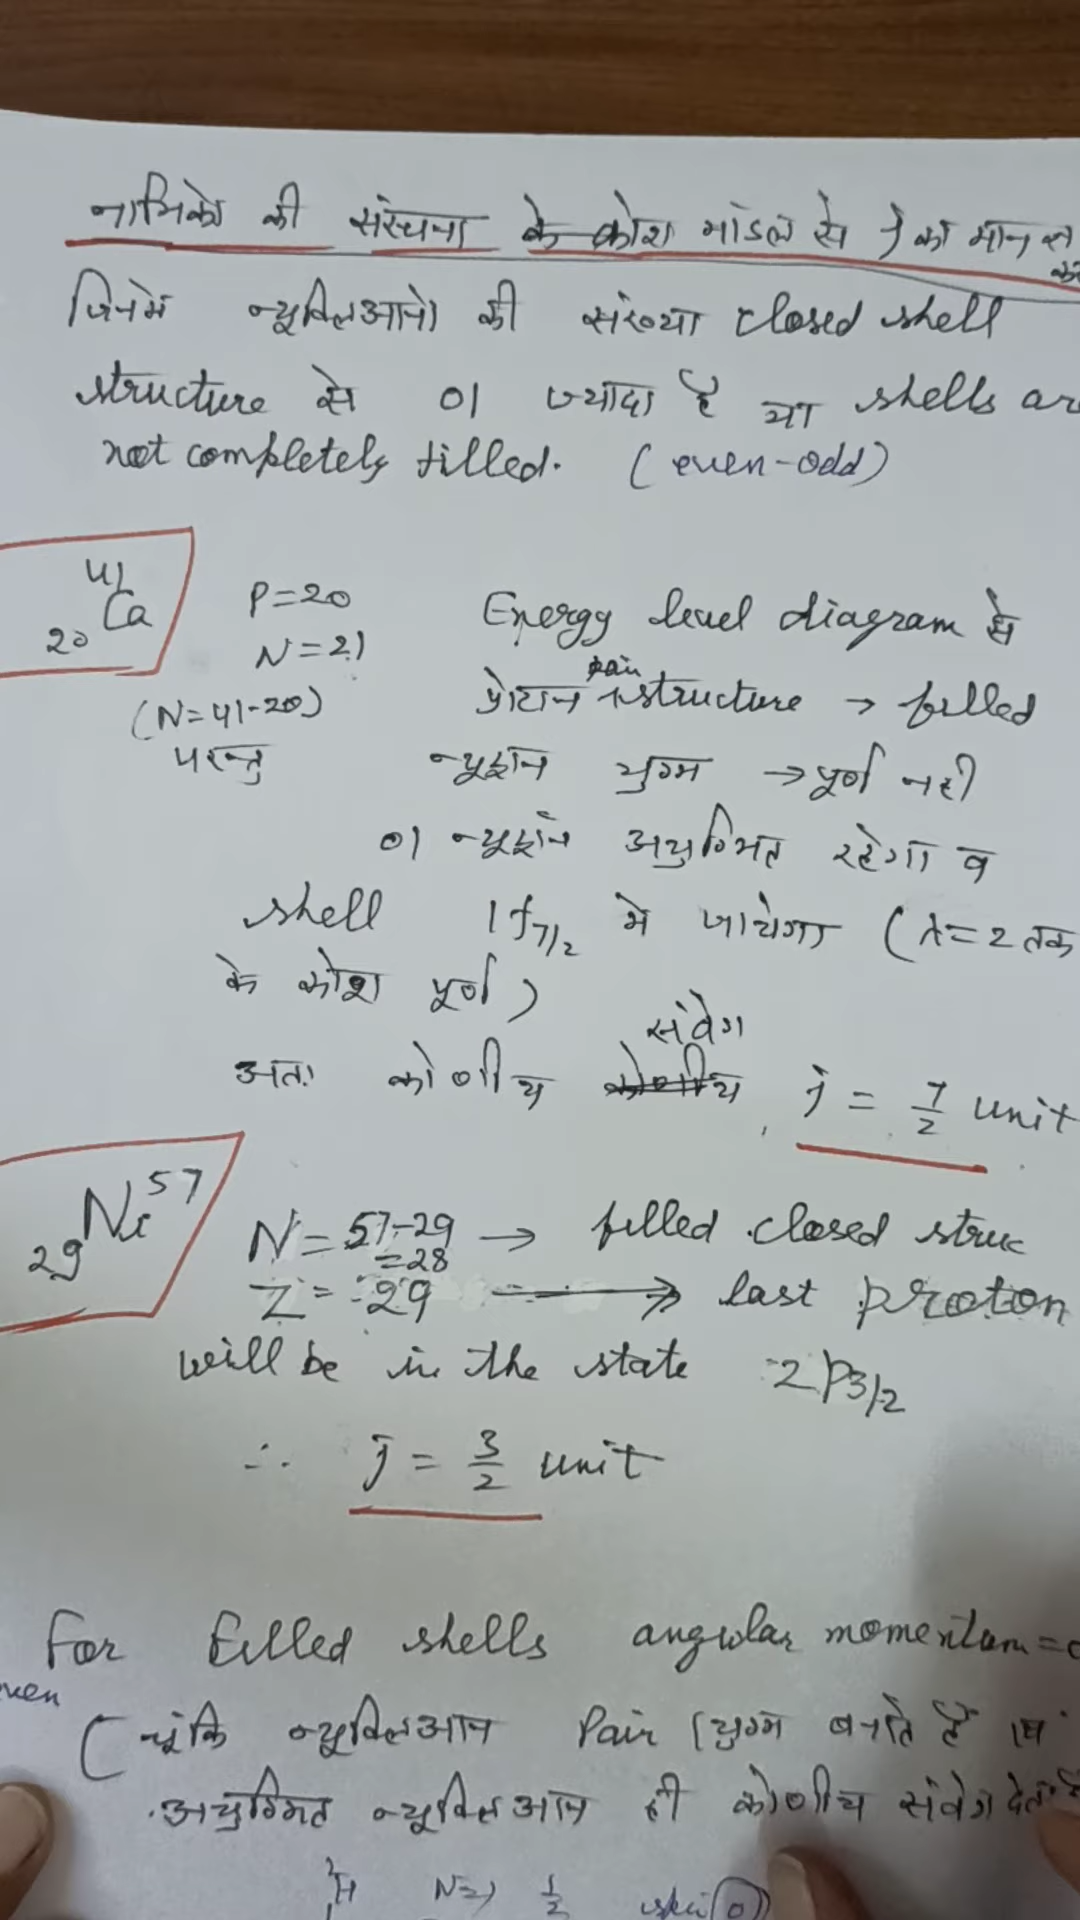 नाभिको की संरचना के कोश मॉडल से j का मान
जिनमें न्यूक्लिआनो की संख्या closed shell
structure से 01 ज्यादा है या shells are
not completely filled. (even-odd)
41
20 Ca
P=20
N=21
(N=41-20)
Energy level diagram से
pair
प्रोटान structure → filled
परन्तु न्यूट्रान युग्म → पूर्ण नही
01 न्यूट्रॉन अयुग्मित रहेगा व
shell 1f7/2 मे जायेगा (λ=2 तक
के कोश पूर्ण)
संवेग
अतः कोणीय j = 7/2 unit
29 Ni 57
N = 57-29 → filled closed struc
=28
Z = 29 → last proton
will be in the state 2P3/2
∴ j = 3/2 unit
For filled shells angular momentum =
(चूंकि न्यूक्लिआन Pair (युग्म बनाते हैं
अयुग्मित न्यूक्लिआन ही कोणीय संवेग
N⇒ 1/2